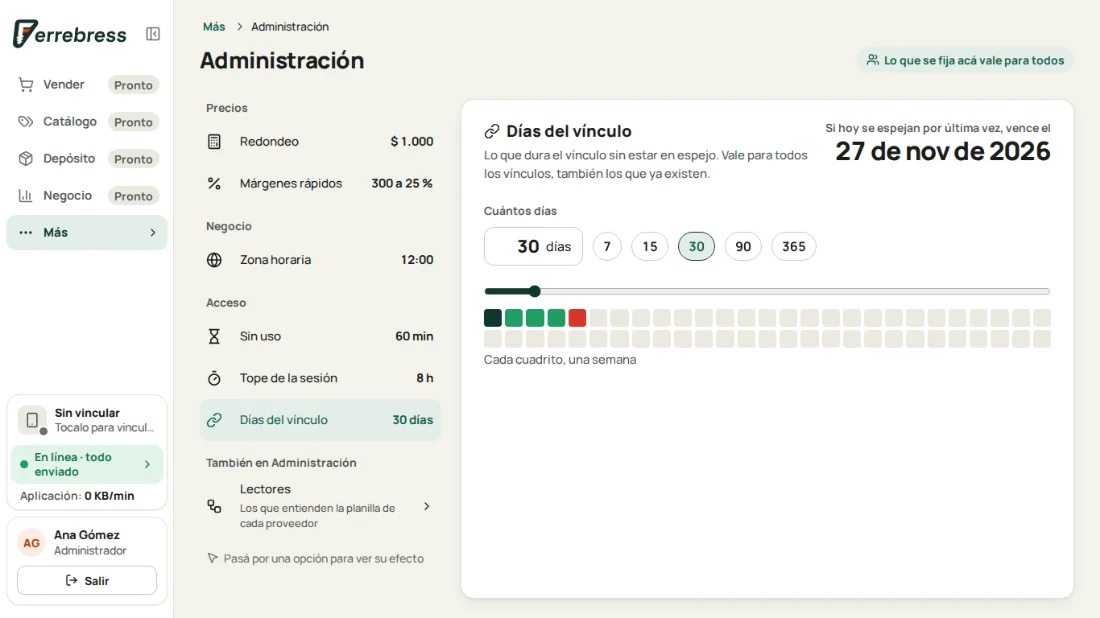 Ferrebress
Vender Pronto
Catálogo Pronto
Depósito Pronto
Negocio Pronto
Más
Sin vincular
Tocalo para vincul...
En línea · todo
enviado
Aplicación: 0 KB/min
AG
Ana Gómez
Administrador
Salir
Más > Administración
Administración
Lo que se fija acá vale para todos
Precios
Redondeo $ 1.000
Márgenes rápidos 300 a 25 %
Negocio
Zona horaria 12:00
Acceso
Sin uso 60 min
Tope de la sesión 8 h
Días del vínculo 30 días
También en Administración
Lectores
Los que entienden la planilla de
cada proveedor
Pasá por una opción para ver su efecto
Días del vínculo
Lo que dura el vínculo sin estar en espejo. Vale para todos
los vínculos, también los que ya existen.
Si hoy se espejan por última vez, vence el
27 de nov de 2026
Cuántos días
30 días 7 15 30 90 365
Cada cuadrito, una semana